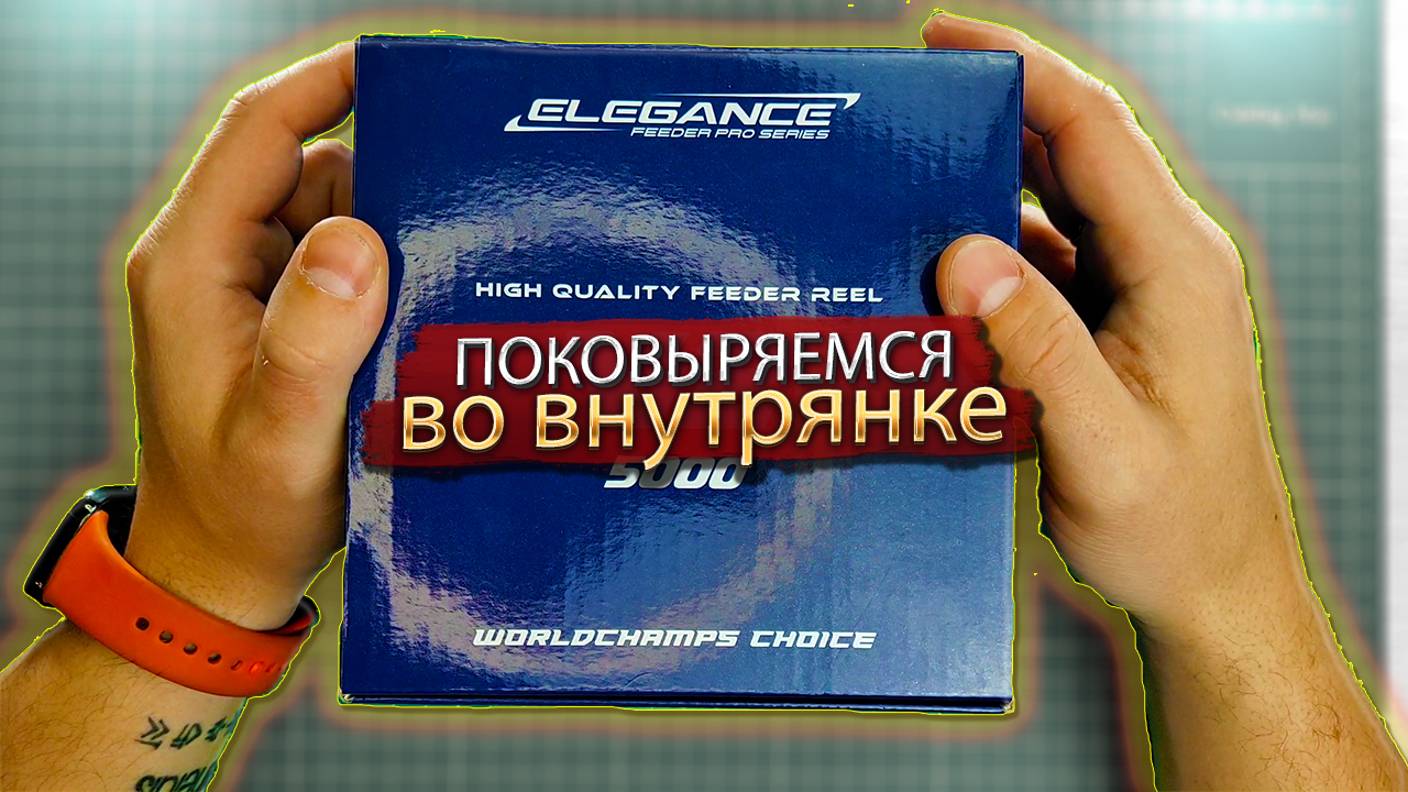 ELEGANCE
FEEDER PRO SERIES
HIGH QUALITY FEEDER REEL
ПОКОВЫРЯЕМСЯ
ВО ВНУТРЯНКЕ
5000
WORLDCHAMPS CHOICE